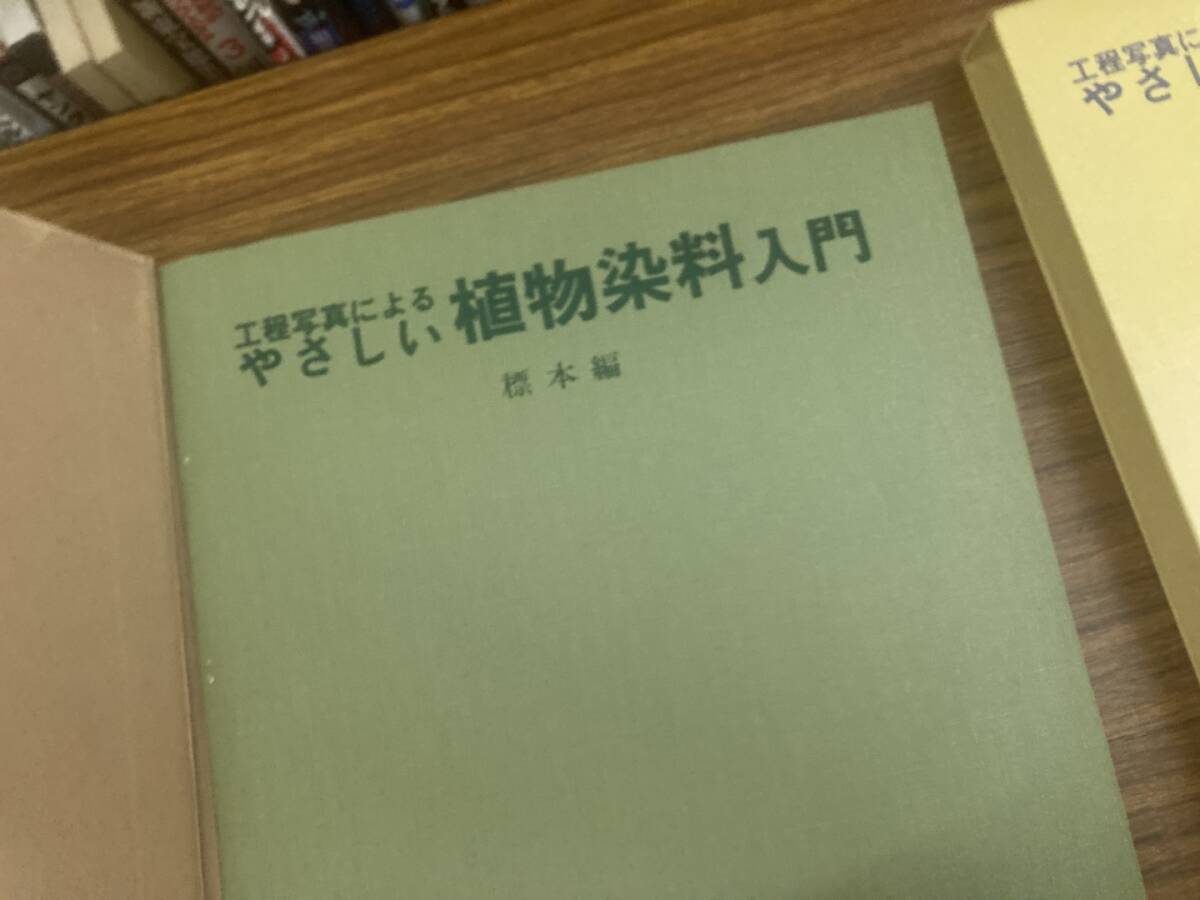 工程写真による
やさしい植物染料入門
標本編
工程写真に
やさし